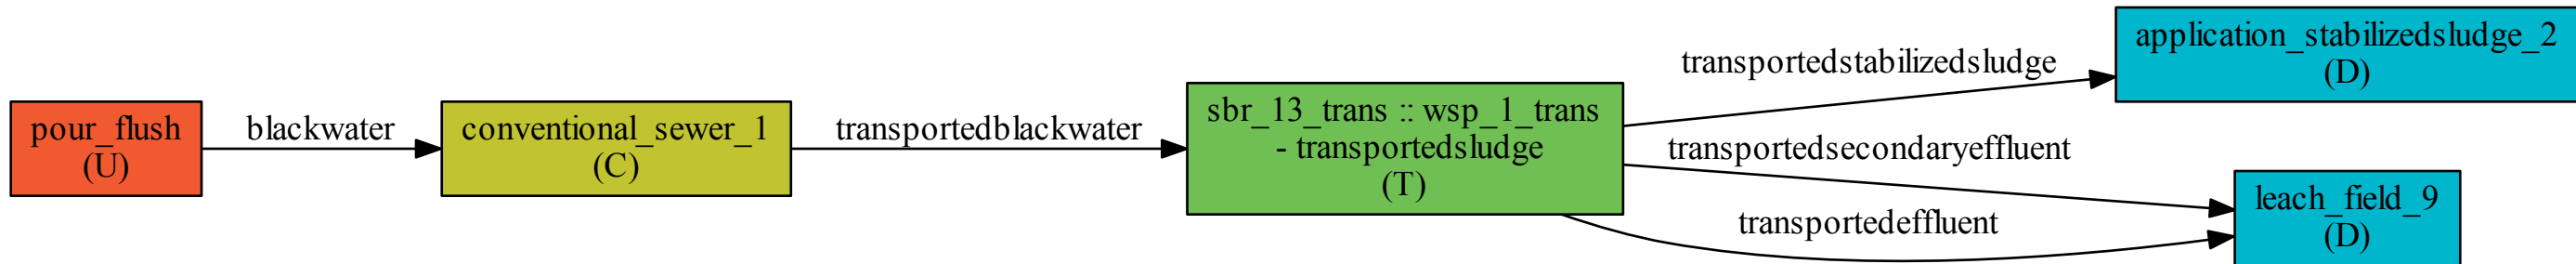 pour_flush
(U)
blackwater
conventional_sewer_1
(C)
transportedblackwater
sbr_13_trans :: wsp_1_trans
- transportedsludge
(T)
transportedstabilizedsludge
transportedsecondaryeffluent
transportedeffluent
application_stabilizedsludge_2
(D)
leach_field_9
(D)